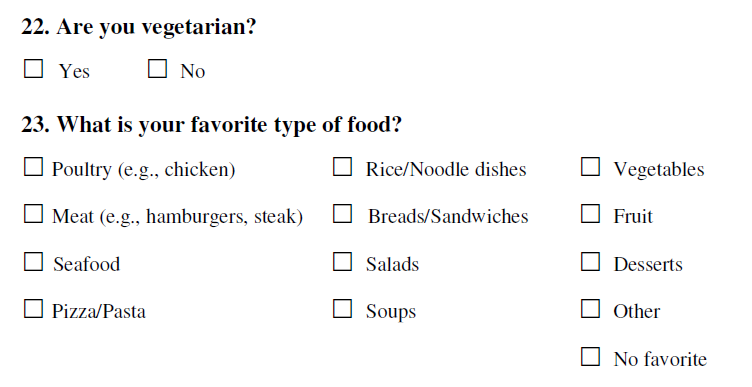 22. Are you vegetarian?
☐ Yes ☐ No
23. What is your favorite type of food?
☐ Poultry (e.g., chicken) ☐ Rice/Noodle dishes ☐ Vegetables
☐ Meat (e.g., hamburgers, steak) ☐ Breads/Sandwiches ☐ Fruit
☐ Seafood ☐ Salads ☐ Desserts
☐ Pizza/Pasta ☐ Soups ☐ Other
☐ No favorite